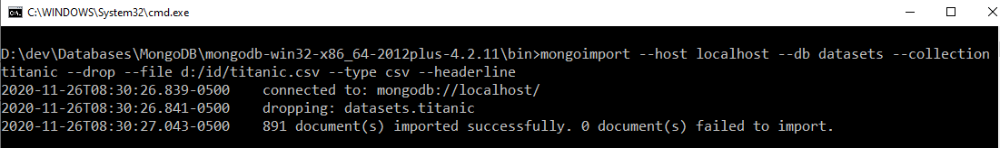 C:\WINDOWS\System32\cmd.exe
D:\dev\Databases\MongoDB\mongodb-win32-x86_64-2012plus-4.2.11\bin>mongoimport --host localhost --db datasets --collection
titanic --drop --file d:/id/titanic.csv --type csv --headerline
2020-11-26T08:30:26.839-0500    connected to: mongodb://localhost/
2020-11-26T08:30:26.841-0500    dropping: datasets.titanic
2020-11-26T08:30:27.043-0500    891 document(s) imported successfully. 0 document(s) failed to import.